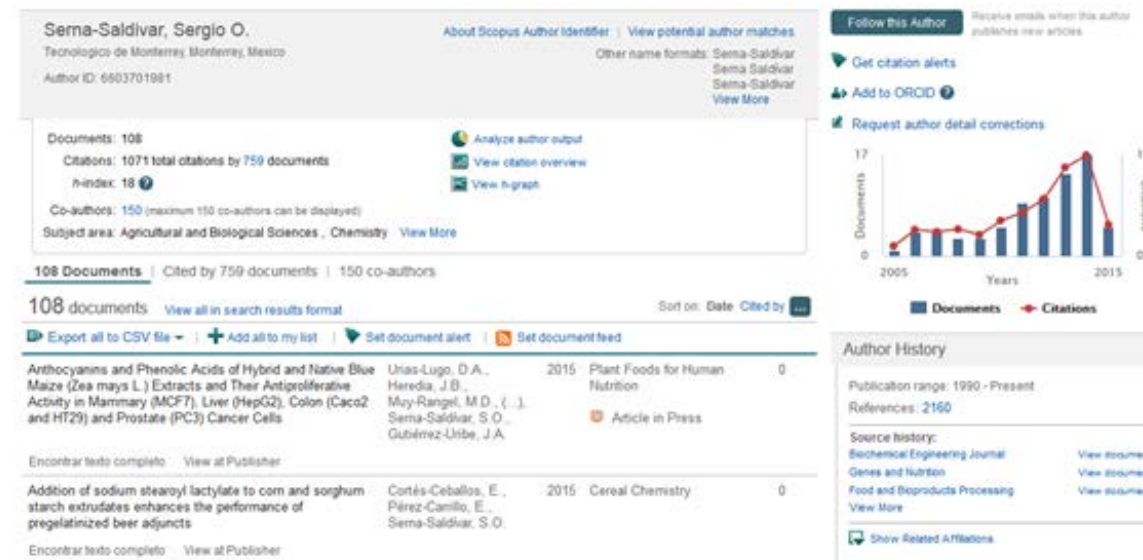 Serna-Saldivar, Sergio O.
Tecnologico de Monterrey, Monterrey, Mexico
Author ID: 6603701981
About Scopus Author Identifier | View potential author matches
Other name formats: Serna-Saldívar
Serna Saldívar
Serna-Saldivar
View More
Documents: 108
Citations: 1071 total citations by 759 documents
h-index: 18
Co-authors: 150 (maximum 150 co-authors can be displayed)
Subject area: Agricultural and Biological Sciences , Chemistry View More
Analyze author output
View citation overview
View h-graph
108 Documents | Cited by 759 documents | 150 co-authors
108 documents View all in search results format
Sort on: Date Cited by ...
Export all to CSV file | Add all to my list | Set document alert | Set document feed
Anthocyanins and Phenolic Acids of Hybrid and Native Blue
Maize (Zea mays L.) Extracts and Their Antiproliferative
Activity in Mammary (MCF7), Liver (HepG2), Colon (Caco2
and HT29) and Prostate (PC3) Cancer Cells
Urias-Lugo, D.A.,
Heredia, J.B.,
Muy-Rangel, M.D., (...),
Serna-Saldívar, S.O.,
Gutiérrez-Uribe, J.A.
2015
Plant Foods for Human
Nutrition
Article in Press
0
Encontrar texto completo View at Publisher
Addition of sodium stearoyl lactylate to corn and sorghum
starch extrudates enhances the performance of
pregelatinized beer adjuncts
Cortés-Ceballos, E.,
Pérez-Carrillo, E.,
Serna-Saldívar, S.O.
2015
Cereal Chemistry
0
Encontrar texto completo View at Publisher
Follow this Author
Receive emails when this author
publishes new articles
Get citation alerts
Add to ORCID
Request author detail corrections
17
Documents
0
2005
Years
2015
Documents Citations
Author History
Publication range: 1990 - Present
References: 2160
Source history:
Biochemical Engineering Journal View
Genes and Nutrition View
Food and Bioproducts Processing View
View More
Show Related Affiliations